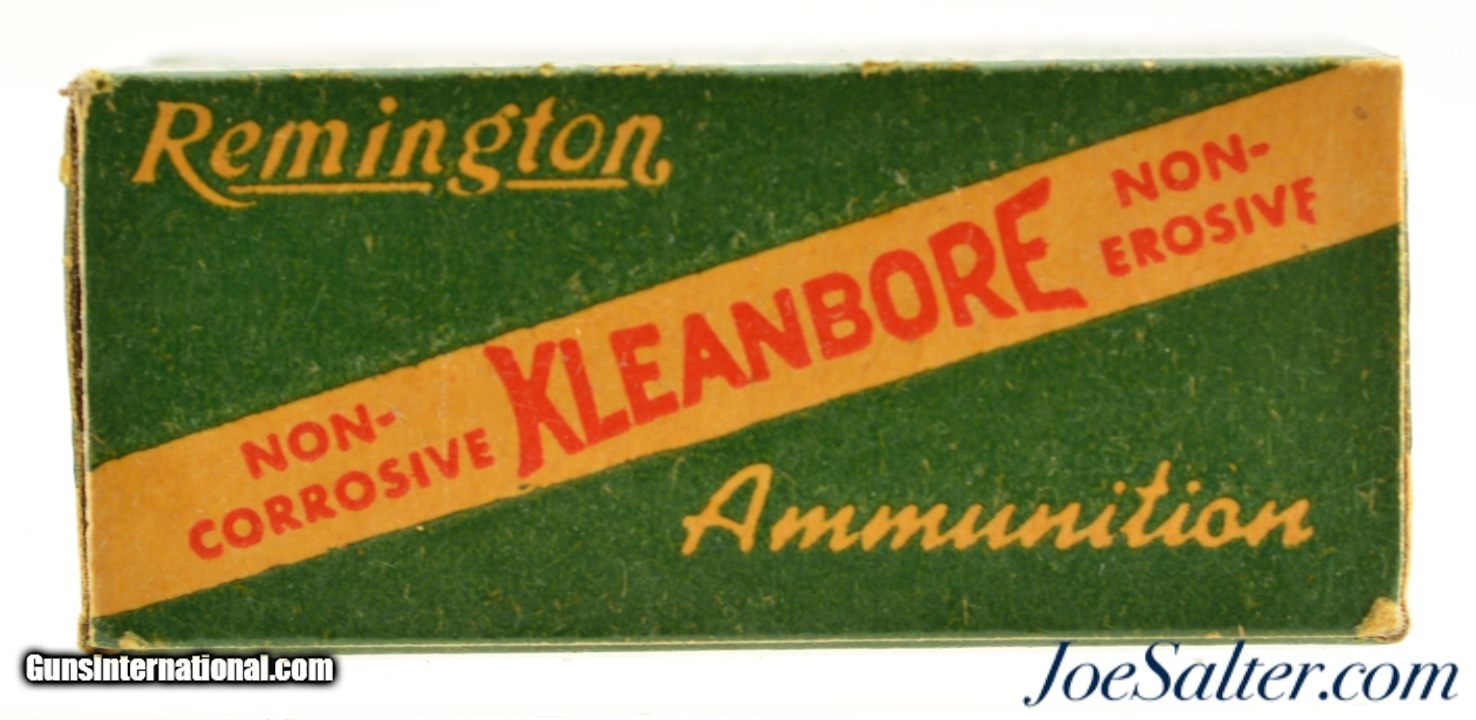 Remington
NON-
EROSIVE
KLEANBORE
NON-
CORROSIVE
Ammunition
GunsInternational.com
JoeSalter.com